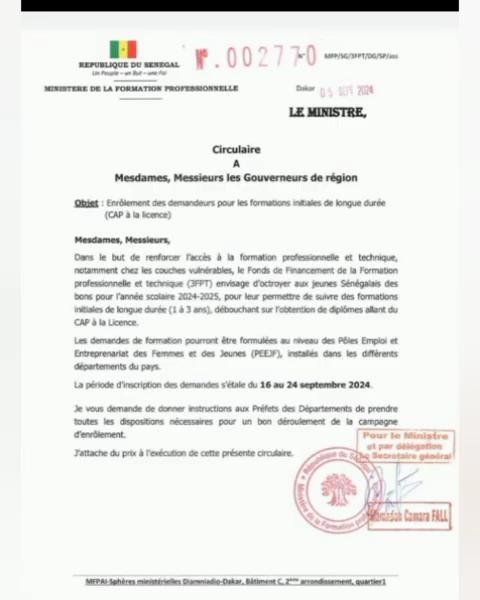 REPUBLIQUE DU SENEGAL
Un Peuple – un But – une Foi
MINISTERE DE LA FORMATION PROFESSIONNELLE
N°.002770
N° MFP/SG/3FPT/DG/SP/ass
Dakar 05 SEPT 2024
LE MINISTRE,
Circulaire
A
Mesdames, Messieurs les Gouverneurs de région
Objet : Enrôlement des demandeurs pour les formations initiales de longue durée
(CAP à la licence)
Mesdames, Messieurs,
Dans le but de renforcer l'accès à la formation professionnelle et technique,
notamment chez les couches vulnérables, le Fonds de Financement de la Formation
professionnelle et technique (3FPT) envisage d'octroyer aux jeunes Sénégalais des
bons pour l'année scolaire 2024-2025, pour leur permettre de suivre des formations
initiales de longue durée (1 à 3 ans), débouchant sur l'obtention de diplômes allant du
CAP à la Licence.
Les demandes de formation pourront être formulées au niveau des Pôles Emploi et
Entreprenariat des Femmes et des Jeunes (PEEJF), installés dans les différents
départements du pays.
La période d'inscription des demandes s'étale du 16 au 24 septembre 2024.
Je vous demande de donner instructions aux Préfets des Départements de prendre
toutes les dispositions nécessaires pour un bon déroulement de la campagne
d'enrôlement.
J'attache du prix à l'exécution de cette présente circulaire.
Pour le Ministre
et par délégation
Le Secrétaire général
République du
Ministère de la Formation
Mamadou Camara FALL
MFPAI-Sphères ministérielles Diamniadio-Dakar, Bâtiment C, 2ème arrondissement, quartier1